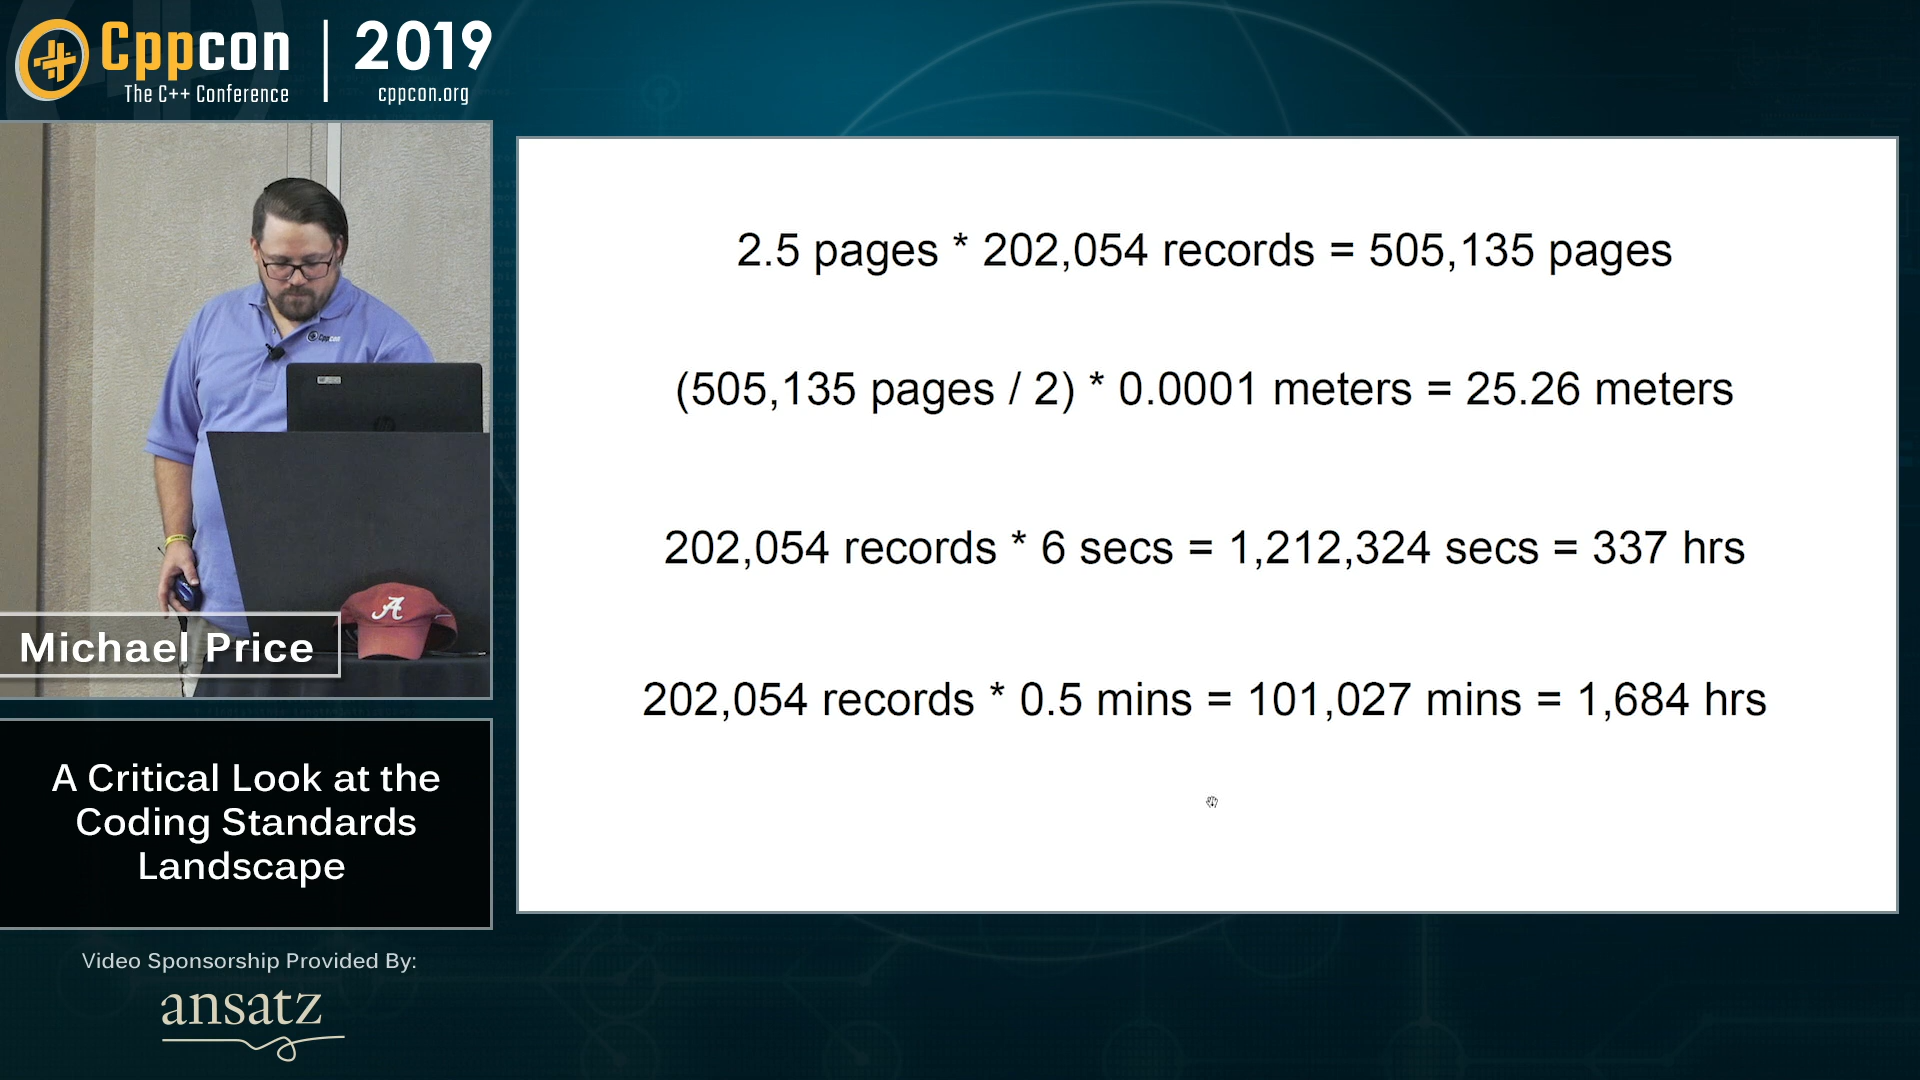 Cppcon
The C++ Conference
2019
cppcon.org
2.5 pages * 202,054 records = 505,135 pages
(505,135 pages / 2) * 0.0001 meters = 25.26 meters
202,054 records * 6 secs = 1,212,324 secs = 337 hrs
202,054 records * 0.5 mins = 101,027 mins = 1,684 hrs
Cppcon
A
Michael Price
A Critical Look at the
Coding Standards
Landscape
Video Sponsorship Provided By:
ansatz